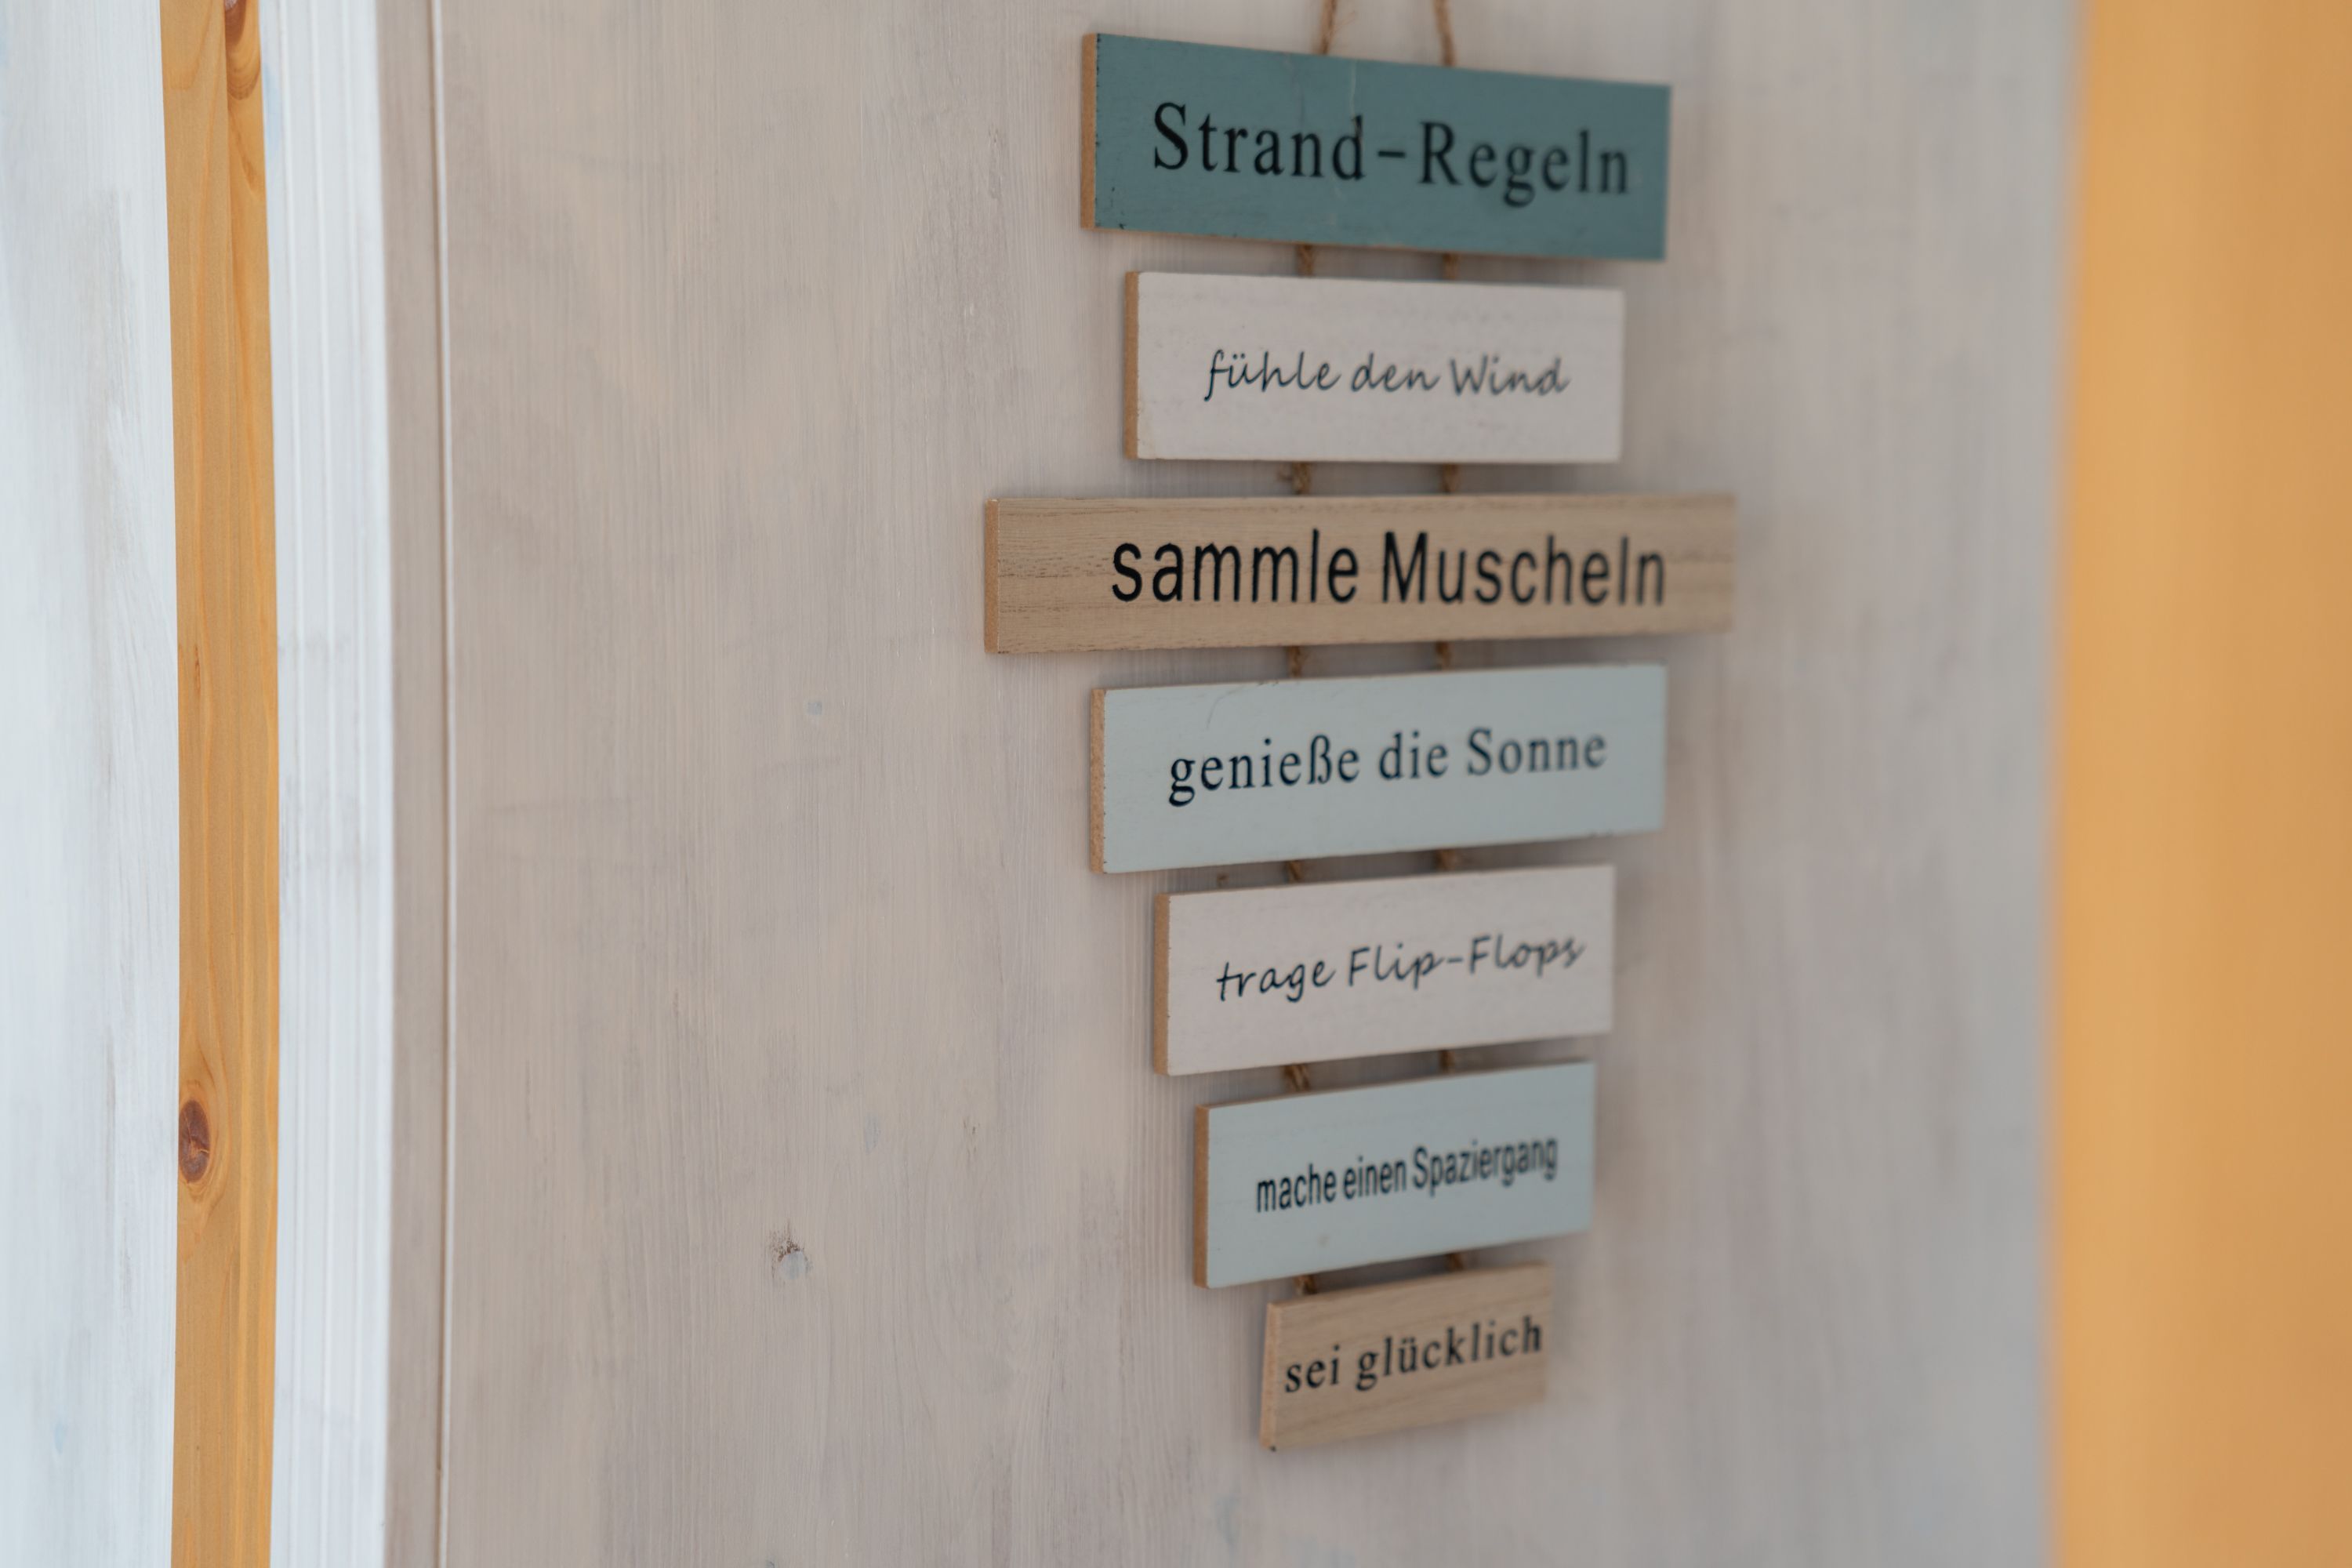 Strand-Regeln
fühle den Wind
sammle Muscheln
genieße die Sonne
trage Flip-Flops
mache einen Spaziergang
sei glücklich